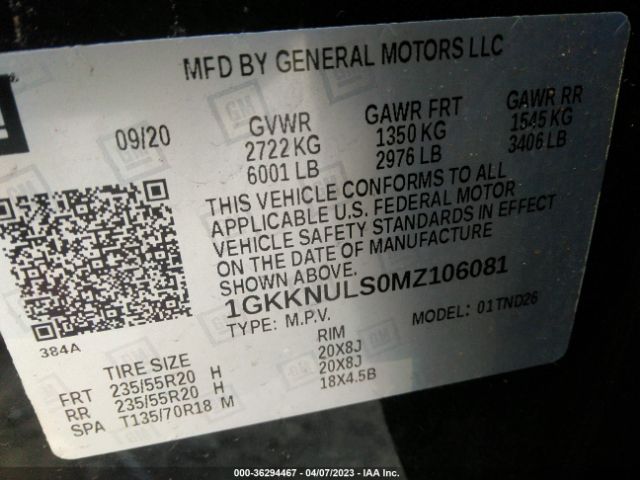 MFD BY GENERAL MOTORS LLC
09/20 GVWR GAWR FRT GAWR RR
2722 KG 1350 KG 1545 KG
6001 LB 2976 LB 3406 LB
THIS VEHICLE CONFORMS TO ALL
APPLICABLE U.S. FEDERAL MOTOR
VEHICLE SAFETY STANDARDS IN EFFECT
ON THE DATE OF MANUFACTURE
SHOWN ABOVE.
1GKKNULS0MZ106081
TYPE: M.P.V. MODEL: 01TND26
384A
TIRE SIZE RIM
FRT 235/55R20 H 20X8J
RR 235/55R20 H 20X8J
SPA T135/70R18 M 18X4.5B
000-36294467 - 04/07/2023 - IAA Inc.